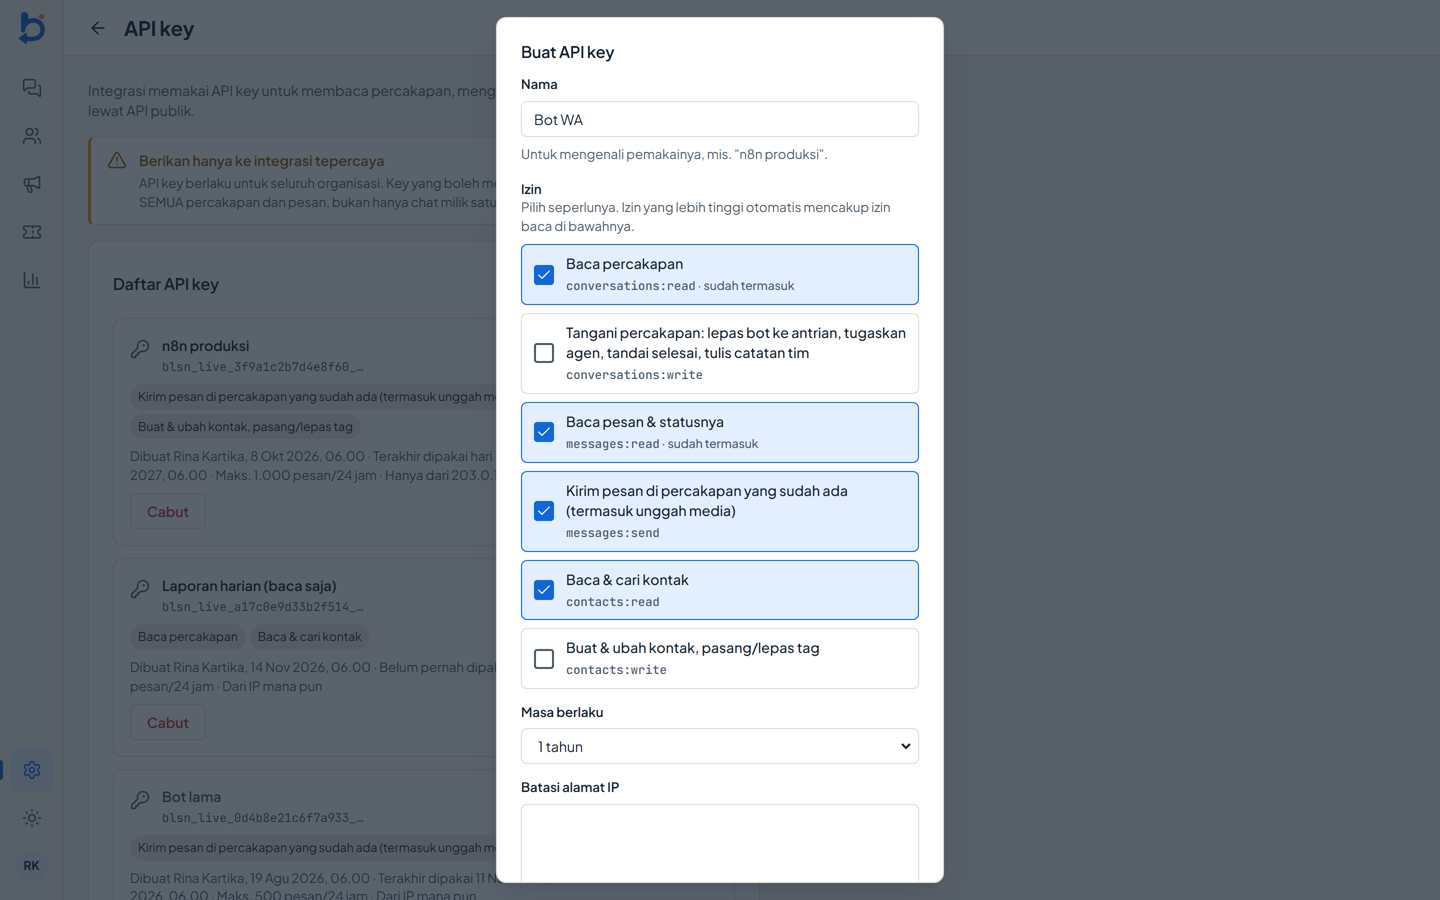 API key
Integrasi memakai API key untuk membaca percakapan, meng
lewat API publik.
Berikan hanya ke integrasi tepercaya
API key berlaku untuk seluruh organisasi. Key yang boleh me
SEMUA percakapan dan pesan, bukan hanya chat milik satu
Daftar API key
n8n produksi
blsn_live_3f9a1c2b7d4e8f60_…
Kirim pesan di percakapan yang sudah ada (termasuk unggah me
Buat & ubah kontak, pasang/lepas tag
Dibuat Rina Kartika, 8 Okt 2026, 06.00 · Terakhir dipakai hari
2027, 06.00 · Maks. 1.000 pesan/24 jam · Hanya dari 203.0.1
Cabut
Laporan harian (baca saja)
blsn_live_a17c0e9d33b2f514_…
Baca percakapan
Baca & cari kontak
Dibuat Rina Kartika, 14 Nov 2026, 06.00 · Belum pernah dipak
pesan/24 jam · Dari IP mana pun
Cabut
Bot lama
blsn_live_0d4b8e21c6f7a933_…
Kirim pesan di percakapan yang sudah ada (termasuk unggah me
Dibuat Rina Kartika, 19 Agu 2026, 06.00 · Terakhir dipakai 11 N
2026, 06.00 · Maks. 500 pesan/24 jam · Dari IP mana pun
RK
Buat API key
Nama
Bot WA
Untuk mengenali pemakainya, mis. "n8n produksi".
Izin
Pilih seperlunya. Izin yang lebih tinggi otomatis mencakup izin
baca di bawahnya.
Baca percakapan
conversations:read · sudah termasuk
Tangani percakapan: lepas bot ke antrian, tugaskan
agen, tandai selesai, tulis catatan tim
conversations:write
Baca pesan & statusnya
messages:read · sudah termasuk
Kirim pesan di percakapan yang sudah ada
(termasuk unggah media)
messages:send
Baca & cari kontak
contacts:read
Buat & ubah kontak, pasang/lepas tag
contacts:write
Masa berlaku
1 tahun
Batasi alamat IP